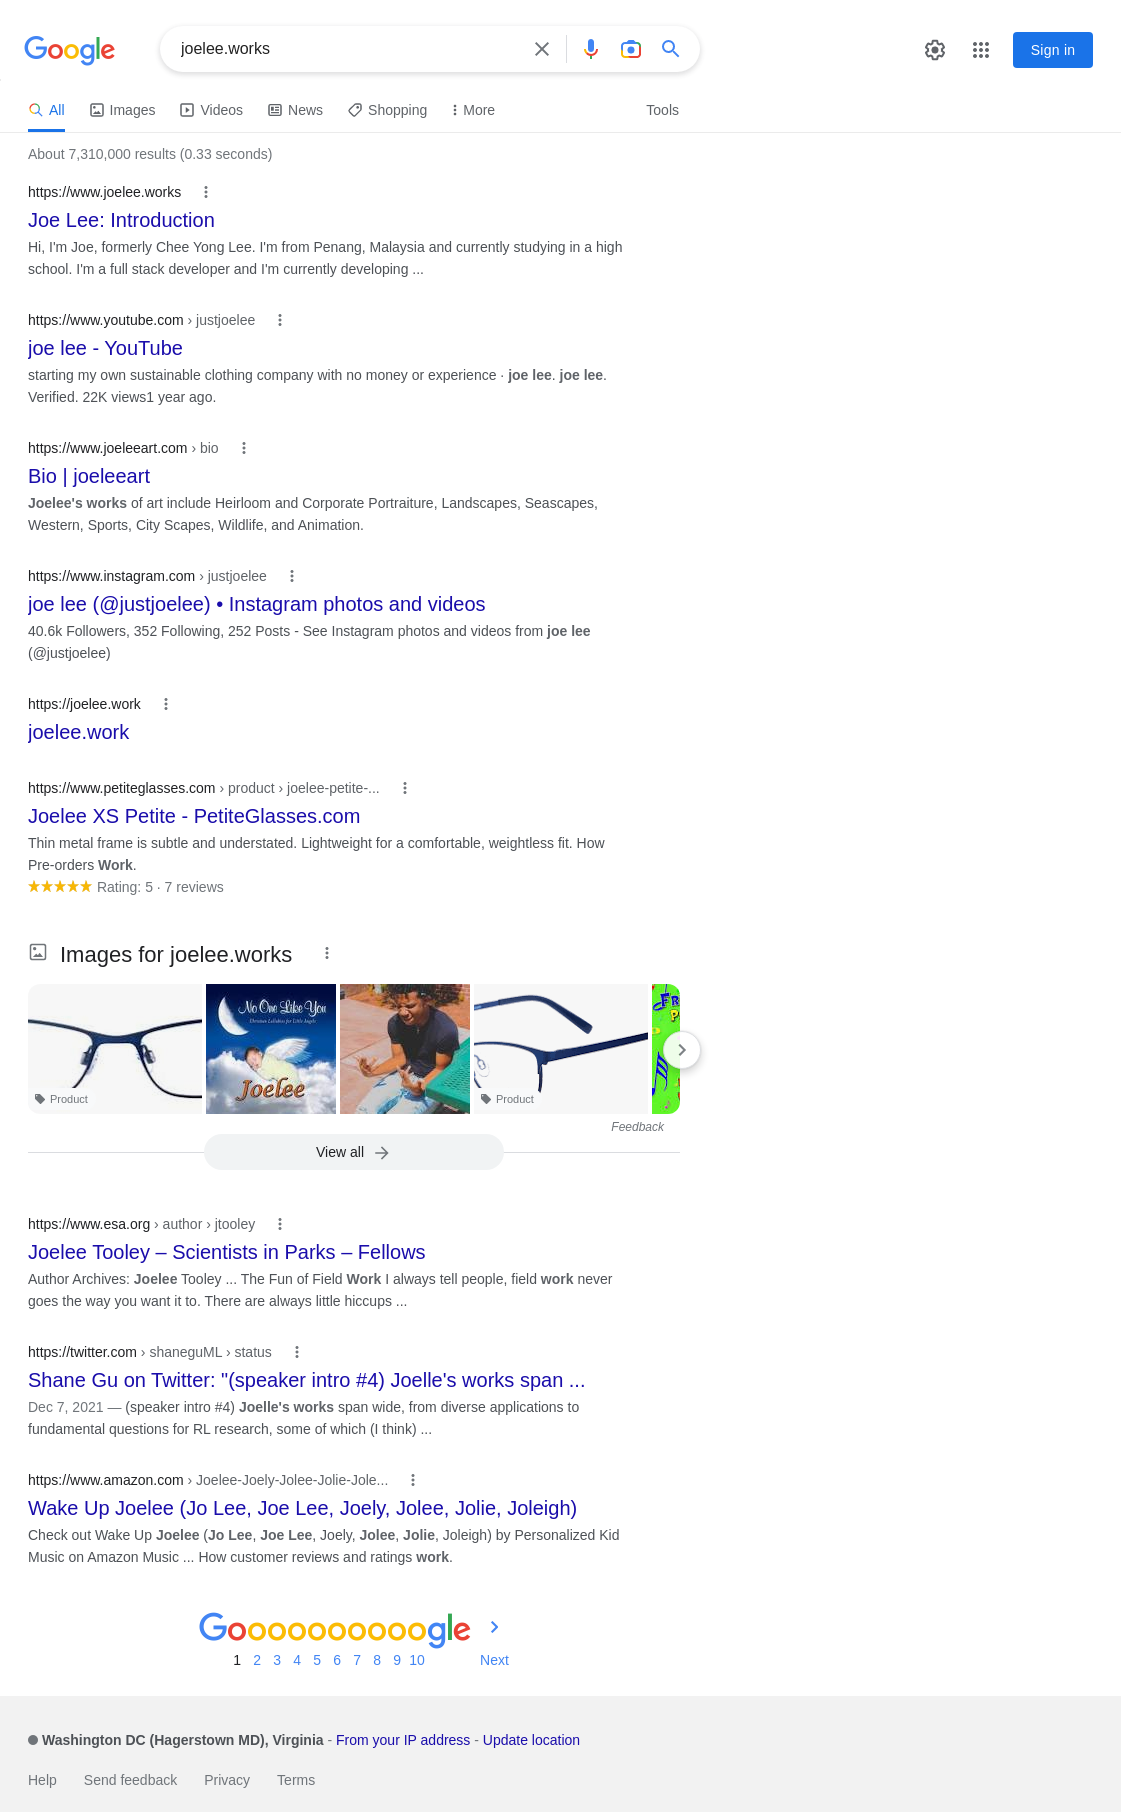 Google
joelee.works
Sign in
All Images Videos News Shopping More Tools
About 7,310,000 results (0.33 seconds)
https://www.joelee.works
Joe Lee: Introduction
Hi, I'm Joe, formerly Chee Yong Lee. I'm from Penang, Malaysia and currently studying in a high
school. I'm a full stack developer and I'm currently developing ...
https://www.youtube.com › justjoelee
joe lee - YouTube
starting my own sustainable clothing company with no money or experience · joe lee. joe lee.
Verified. 22K views1 year ago.
https://www.joeleeart.com › bio
Bio | joeleeart
Joelee's works of art include Heirloom and Corporate Portraiture, Landscapes, Seascapes,
Western, Sports, City Scapes, Wildlife, and Animation.
https://www.instagram.com › justjoelee
joe lee (@justjoelee) • Instagram photos and videos
40.6k Followers, 352 Following, 252 Posts - See Instagram photos and videos from joe lee
(@justjoelee)
https://joelee.work
joelee.work
https://www.petiteglasses.com › product › joelee-petite-...
Joelee XS Petite - PetiteGlasses.com
Thin metal frame is subtle and understated. Lightweight for a comfortable, weightless fit. How
Pre-orders Work.
Rating: 5 · 7 reviews
Images for joelee.works
No One Like You
Christian Lullabies for Little Angels
Joelee
Product
Product
Feedback
View all
https://www.esa.org › author › jtooley
Joelee Tooley – Scientists in Parks – Fellows
Author Archives: Joelee Tooley ... The Fun of Field Work I always tell people, field work never
goes the way you want it to. There are always little hiccups ...
https://twitter.com › shaneguML › status
Shane Gu on Twitter: "(speaker intro #4) Joelle's works span ...
Dec 7, 2021 — (speaker intro #4) Joelle's works span wide, from diverse applications to
fundamental questions for RL research, some of which (I think) ...
https://www.amazon.com › Joelee-Joely-Jolee-Jolie-Jole...
Wake Up Joelee (Jo Lee, Joe Lee, Joely, Jolee, Jolie, Joleigh)
Check out Wake Up Joelee (Jo Lee, Joe Lee, Joely, Jolee, Jolie, Joleigh) by Personalized Kid
Music on Amazon Music ... How customer reviews and ratings work.
Goooooooooogle
1 2 3 4 5 6 7 8 9 10 Next
Washington DC (Hagerstown MD), Virginia - From your IP address - Update location
Help Send feedback Privacy Terms